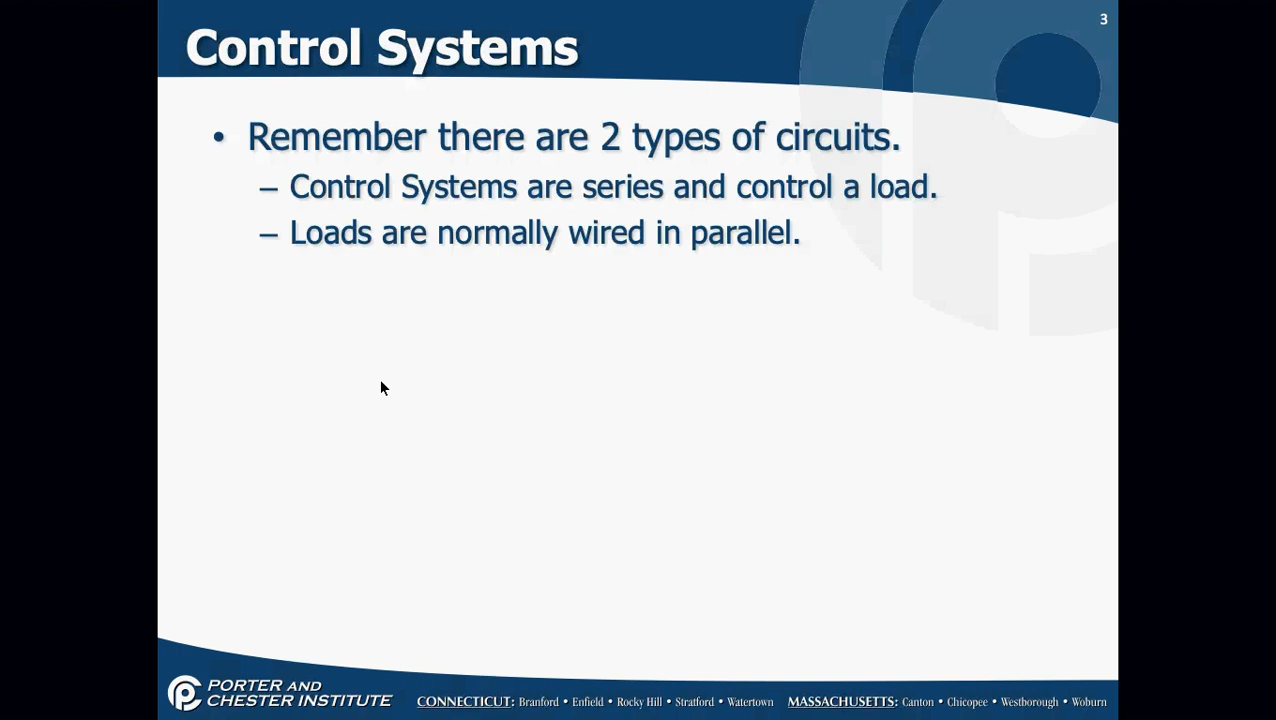 3
Control Systems
• Remember there are 2 types of circuits.
– Control Systems are series and control a load.
– Loads are normally wired in parallel.
PORTER AND
CHESTER INSTITUTE
CONNECTICUT: Branford • Enfield • Rocky Hill • Stratford • Watertown MASSACHUSETTS: Canton • Chicopee • Westborough • Woburn